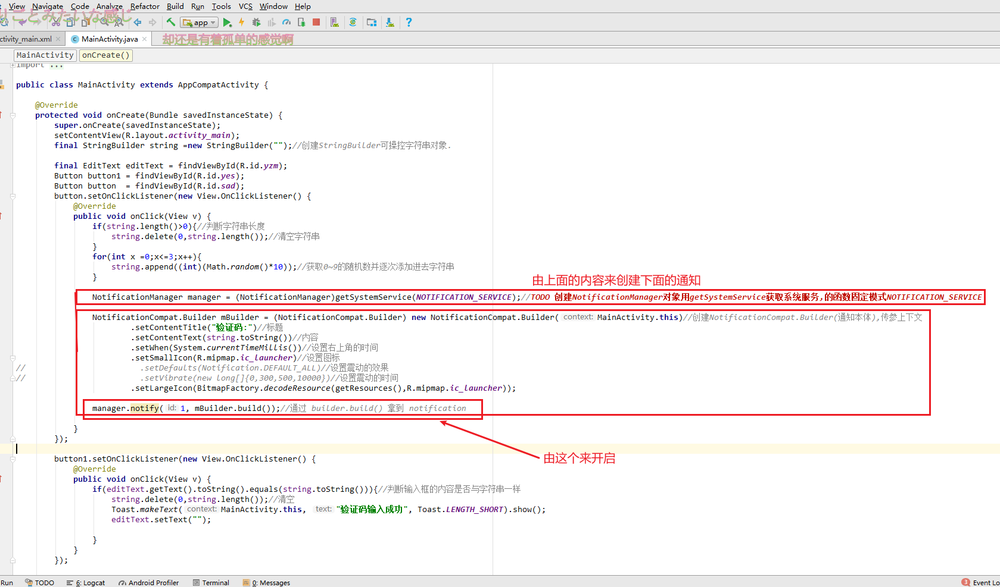 View Navigate Code Analyze Refactor Build Run Tools VCS Window Help
りごとみたいな感じ
app
ctivity_main.xml MainActivity.java
却还是有着孤单的感觉啊
MainActivity onCreate()
import ...
public class MainActivity extends AppCompatActivity {
@Override
protected void onCreate(Bundle savedInstanceState) {
super.onCreate(savedInstanceState);
setContentView(R.layout.activity_main);
final StringBuilder string =new StringBuilder("");//创建StringBuilder可操控字符串对象.
final EditText editText = findViewById(R.id.yzm);
Button button1 = findViewById(R.id.yes);
Button button  = findViewById(R.id.sad);
button.setOnClickListener(new View.OnClickListener() {
@Override
public void onClick(View v) {
if(string.length()>0){//判断字符串长度
string.delete(0,string.length());//清空字符串
}
for(int x =0;x<=3;x++){
string.append((int)(Math.random()*10));//获取0~9的随机数并逐次添加进去字符串
}
由上面的内容来创建下面的通知
NotificationManager manager = (NotificationManager)getSystemService(NOTIFICATION_SERVICE);//TODO 创建NotificationManager对象用getSystemService获取系统服务,的函数固定模式NOTIFICATION_SERVICE
NotificationCompat.Builder mBuilder = (NotificationCompat.Builder) new NotificationCompat.Builder( context: MainActivity.this)//创建NotificationCompat.Builder(通知本体),传参上下文
.setContentTitle("验证码:")//标题
.setContentText(string.toString())//内容
.setWhen(System.currentTimeMillis())//设置右上角的时间
.setSmallIcon(R.mipmap.ic_launcher)//设置图标
// .setDefaults(Notification.DEFAULT_ALL)//设置震动的效果
// .setVibrate(new long[]{0,300,500,10000})//设置震动的时间
.setLargeIcon(BitmapFactory.decodeResource(getResources(),R.mipmap.ic_launcher));
manager.notify( id: 1, mBuilder.build());//通过 builder.build() 拿到 notification
}
});
由这个来开启
button1.setOnClickListener(new View.OnClickListener() {
@Override
public void onClick(View v) {
if(editText.getText().toString().equals(string.toString())){//判断输入框的内容是否与字符串一样
string.delete(0,string.length());//清空
Toast.makeText( context: MainActivity.this, text: "验证码输入成功", Toast.LENGTH_SHORT).show();
editText.setText("");
}
}
});
Run TODO 6: Logcat Android Profiler Terminal 0: Messages 3 Event Lo